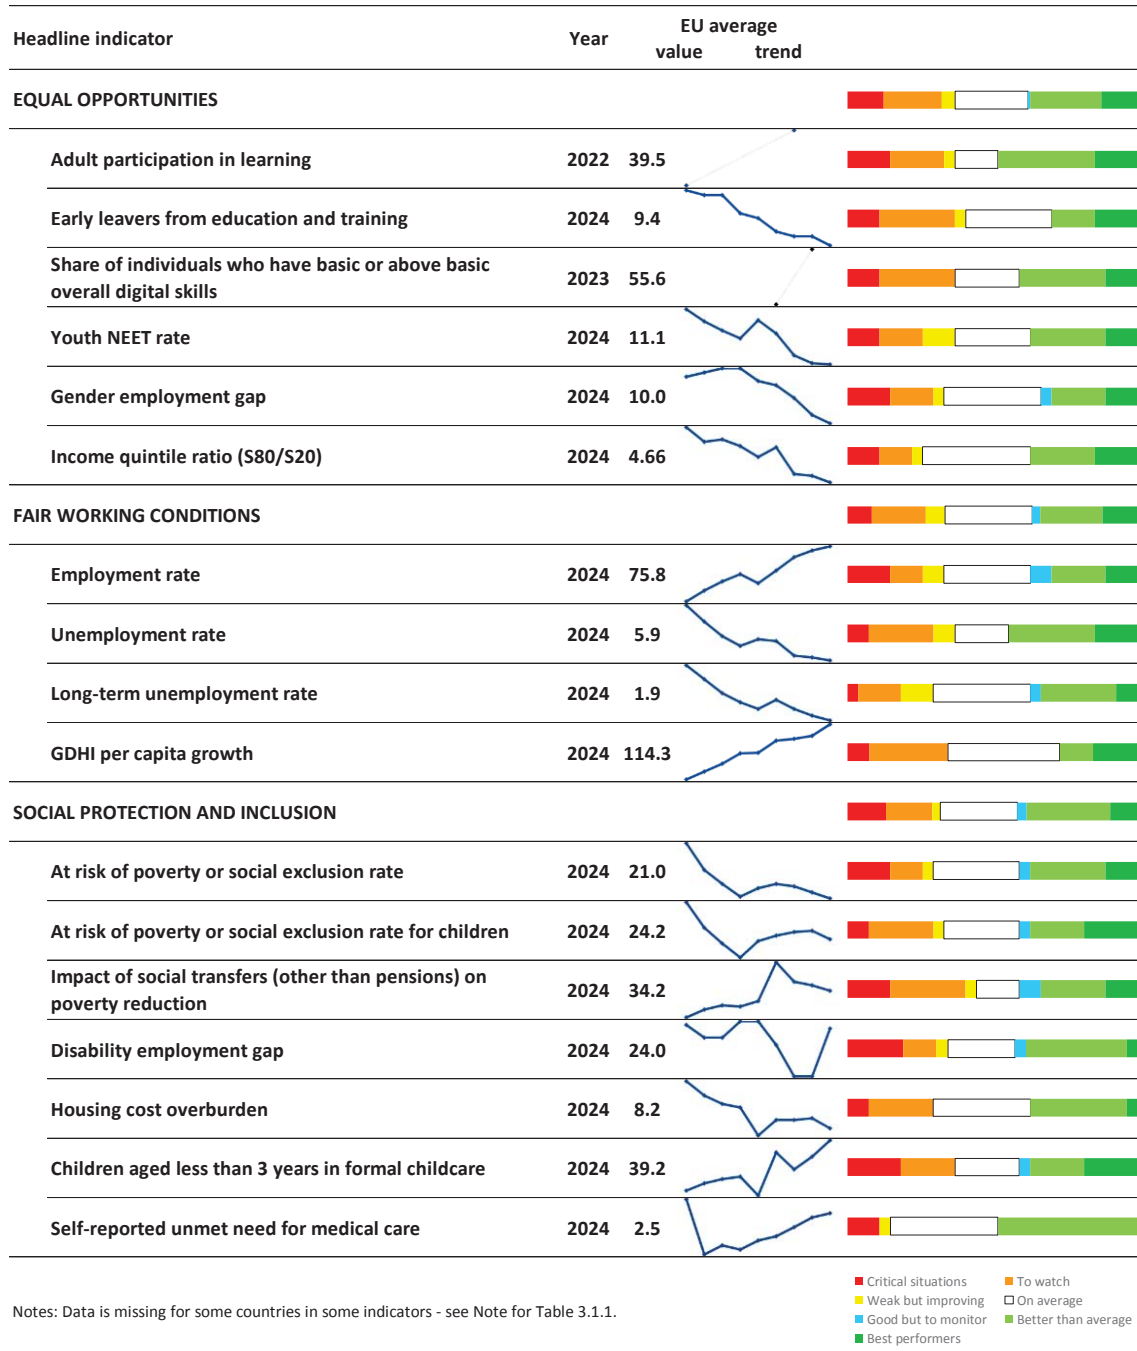 Headline indicator Year EU average
value trend
EQUAL OPPORTUNITIES
Adult participation in learning 2022 39.5
Early leavers from education and training 2024 9.4
Share of individuals who have basic or above basic
overall digital skills 2023 55.6
Youth NEET rate 2024 11.1
Gender employment gap 2024 10.0
Income quintile ratio (S80/S20) 2024 4.66
FAIR WORKING CONDITIONS
Employment rate 2024 75.8
Unemployment rate 2024 5.9
Long-term unemployment rate 2024 1.9
GDHI per capita growth 2024 114.3
SOCIAL PROTECTION AND INCLUSION
At risk of poverty or social exclusion rate 2024 21.0
At risk of poverty or social exclusion rate for children 2024 24.2
Impact of social transfers (other than pensions) on
poverty reduction 2024 34.2
Disability employment gap 2024 24.0
Housing cost overburden 2024 8.2
Children aged less than 3 years in formal childcare 2024 39.2
Self-reported unmet need for medical care 2024 2.5
Critical situations To watch
Weak but improving On average
Good but to monitor Better than average
Best performers
Notes: Data is missing for some countries in some indicators - see Note for Table 3.1.1.